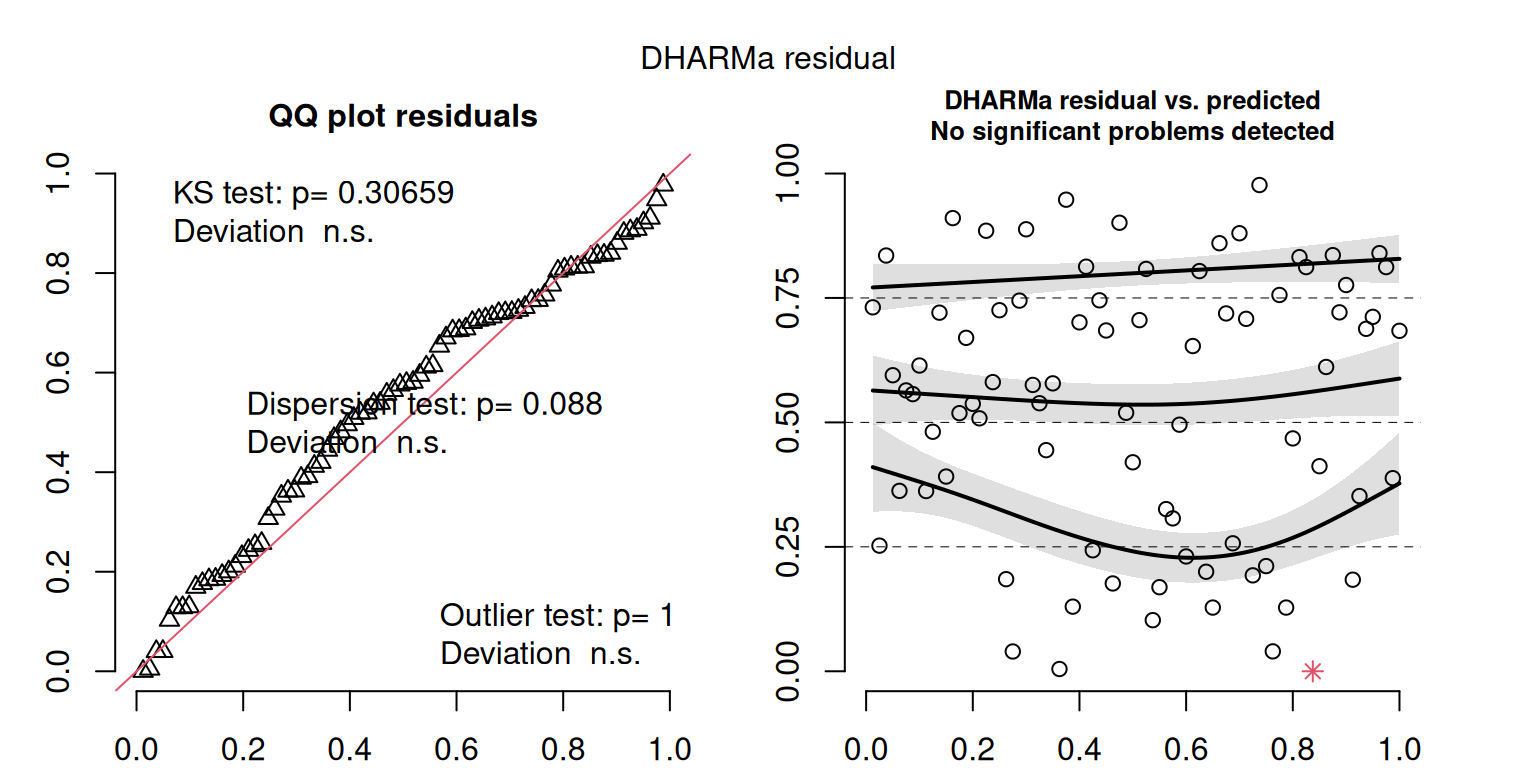 DHARMa residual
QQ plot residuals
KS test: p= 0.30659
Deviation  n.s.
Dispersion test: p= 0.088
Deviation  n.s.
Outlier test: p= 1
Deviation  n.s.
1.0
0.8
0.6
0.4
0.2
0.0
0.0 0.2 0.4 0.6 0.8 1.0
DHARMa residual vs. predicted
No significant problems detected
1.00
0.75
0.50
0.25
0.00
0.0 0.2 0.4 0.6 0.8 1.0